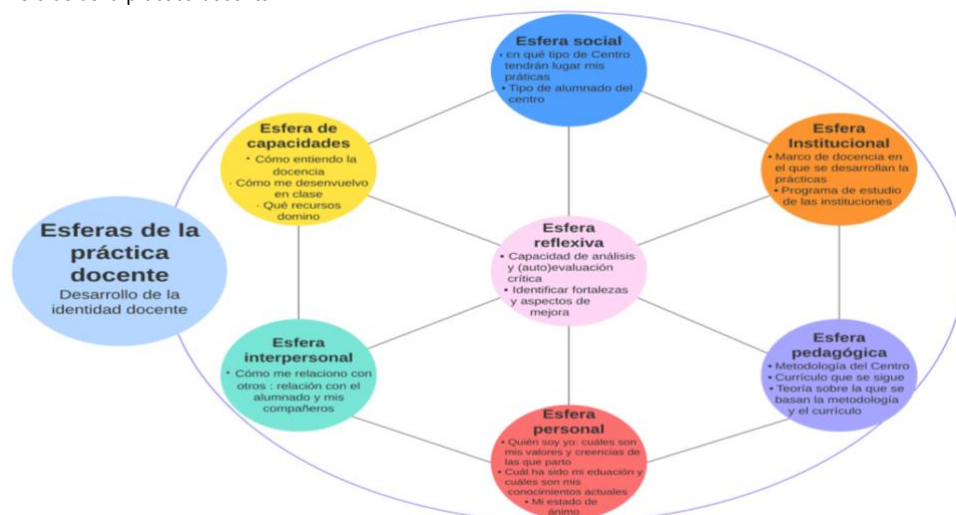 Esfera social
• En qué tipo de Centro
tendrán lugar mis
práticas
• Tipo de alumnado del
centro
Esfera de
capacidades
• Cómo entiendo la
docencia
· Cómo me desenvuelvo
en clase
· Qué recursos
domino
Esfera
Institucional
• Marco de docencia en
el que se desarrollan la
prácticas
• Programa de estudio
de las instituciones
Esferas de la
práctica
docente
Desarrollo de la
identidad docente
Esfera
reflexiva
• Capacidad de análisis
y (auto)evaluación
crítica
• Identificar fortalezas
y aspectos de
mejora
Esfera
interpersonal
• Cómo me relaciono con
otros : relación con el
alumnado y mis
compañeros
Esfera
pedagógica
• Metodología del Centro
• Currículo que se sigue
• Teoría sobre la que se
basan la metodología
y el currículo
Esfera
personal
• Quién soy yo: cuáles son
mis valores y creencias de
las que parto
• Cuál ha sido mi eduación y
cuáles son mis
conocimientos actuales
• Mi estado de
ánimo